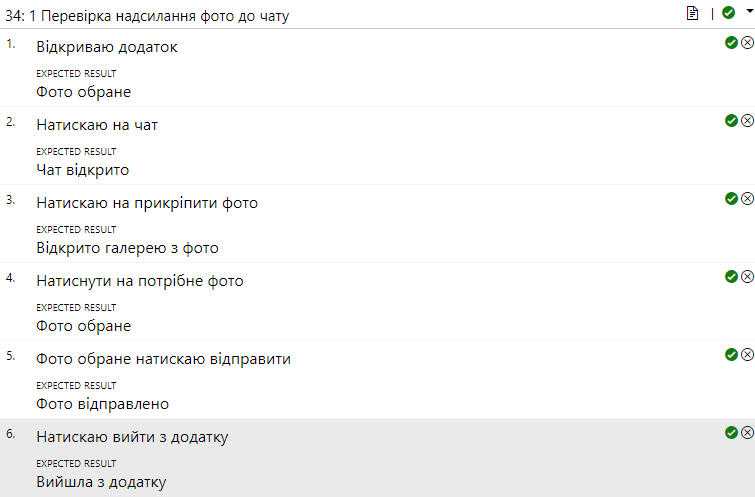 34: 1 Перевірка надсилання фото до чату
1. Відкриваю додаток
EXPECTED RESULT
Фото обране
2. Натискаю на чат
EXPECTED RESULT
Чат відкрито
3. Натискаю на прикріпити фото
EXPECTED RESULT
Відкрито галерею з фото
4. Натиснути на потрібне фото
EXPECTED RESULT
Фото обране
5. Фото обране натискаю відправити
EXPECTED RESULT
Фото відправлено
6. Натискаю вийти з додатку
EXPECTED RESULT
Вийшла з додатку